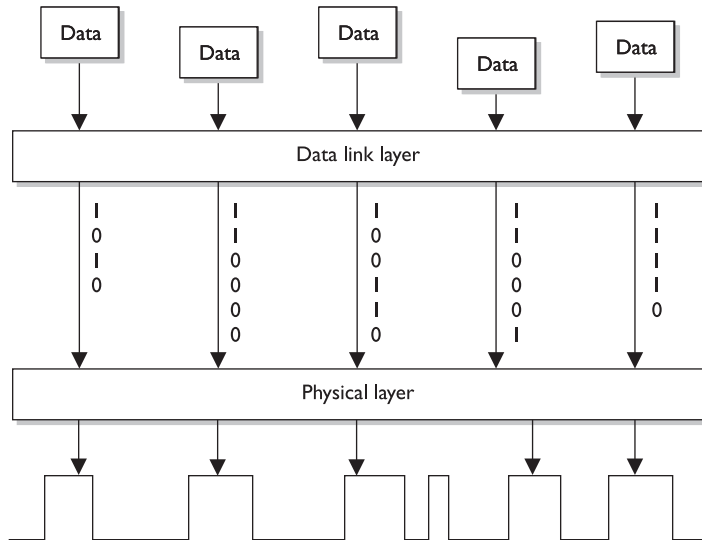 Data Data Data Data Data
Data link layer
1 1 1 1 1
0 1 0 1 1
1 0 0 0 1
0 0 1 0 1
0 1 0 0
0 0 1
Physical layer